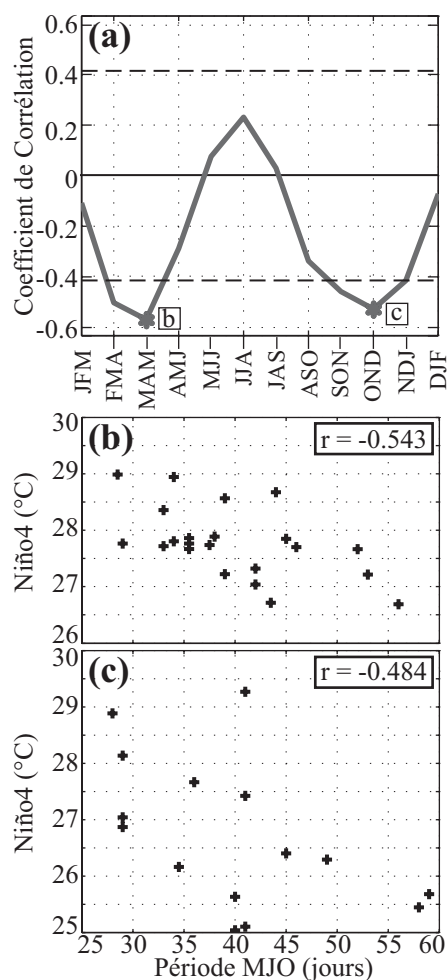 0.6
(a)
0.4
0.2
0
-0.2
-0.4
-0.6
Coefficient de Corrélation
b
c
JFM
FMA
MAM
AMJ
MJJ
JJA
JAS
ASO
SON
OND
NDJ
DJF
30
(b)
r = -0.543
29
28
27
26
Niño4 (°C)
30
(c)
r = -0.484
29
28
27
26
25
Niño4 (°C)
25 30 35 40 45 50 55 60
Période MJO (jours)